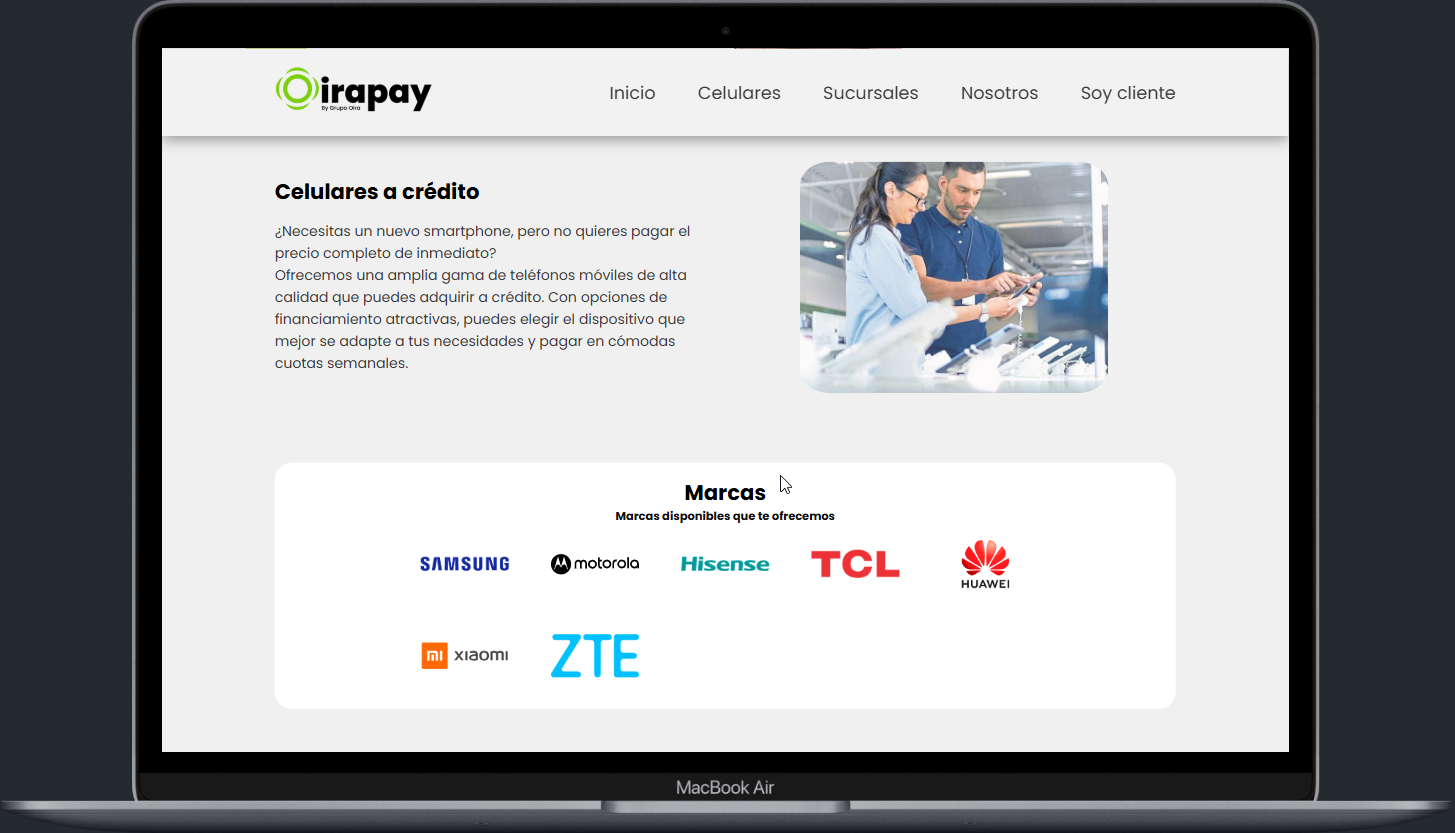 Oirapay
By Grupo Oira
Inicio Celulares Sucursales Nosotros Soy cliente
Celulares a crédito
¿Necesitas un nuevo smartphone, pero no quieres pagar el
precio completo de inmediato?
Ofrecemos una amplia gama de teléfonos móviles de alta
calidad que puedes adquirir a crédito. Con opciones de
financiamiento atractivas, puedes elegir el dispositivo que
mejor se adapte a tus necesidades y pagar en cómodas
cuotas semanales.
Marcas
Marcas disponibles que te ofrecemos
SAMSUNG motorola Hisense TCL HUAWEI
mi xiaomi ZTE
MacBook Air